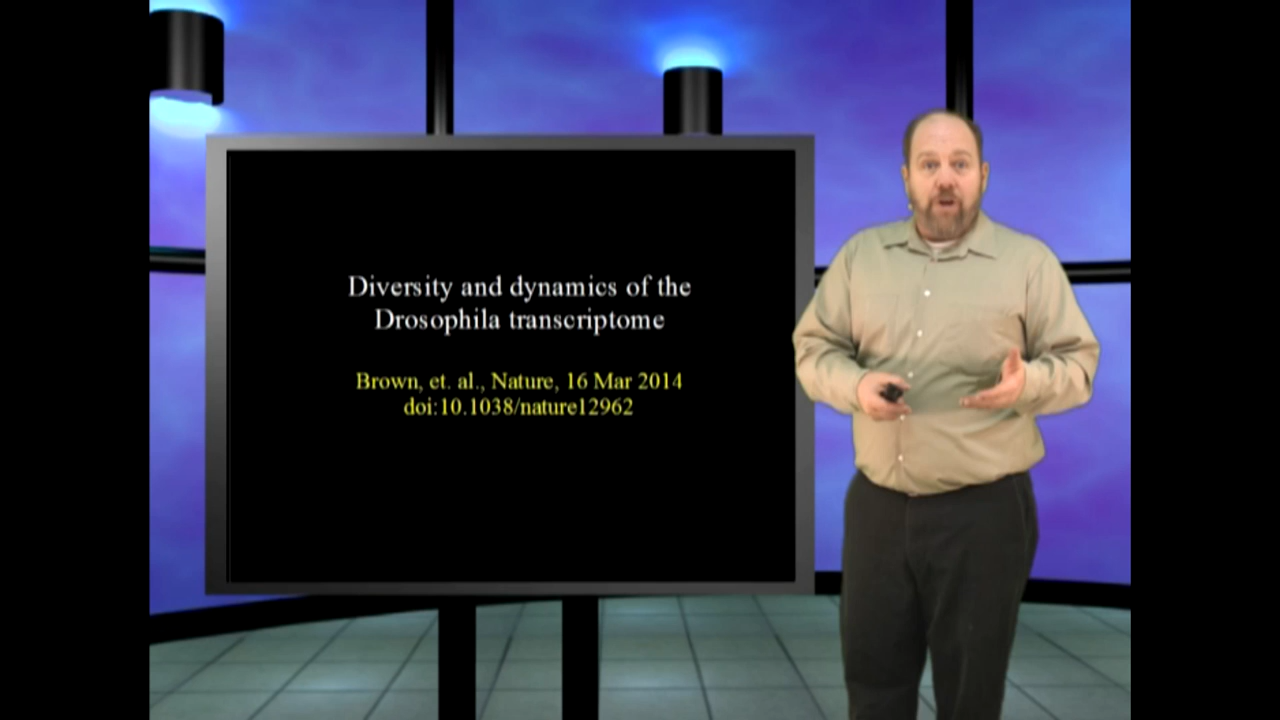 Diversity and dynamics of the
Drosophila transcriptome
Brown, et. al., Nature, 16 Mar 2014
doi:10.1038/nature12962